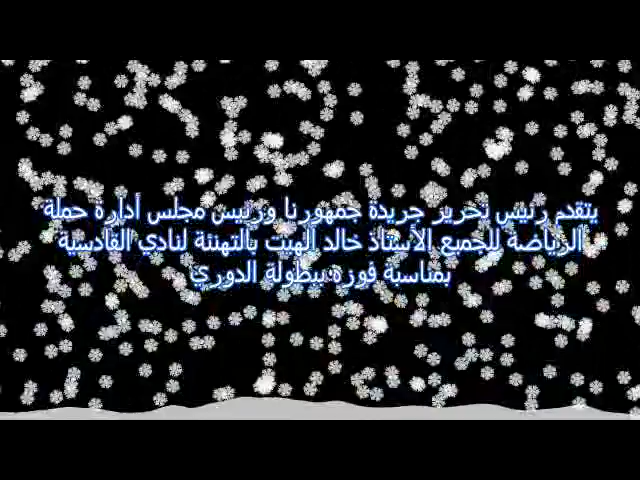 يتقدم رئيس تحرير جريدة جمهورنا ورئيس مجلس أدارة حملة
الرياضة للجميع الأستاذ خالد الهيت بالتهنئة لنادي القادسية
بمناسبة فوزه ببطولة الدوري